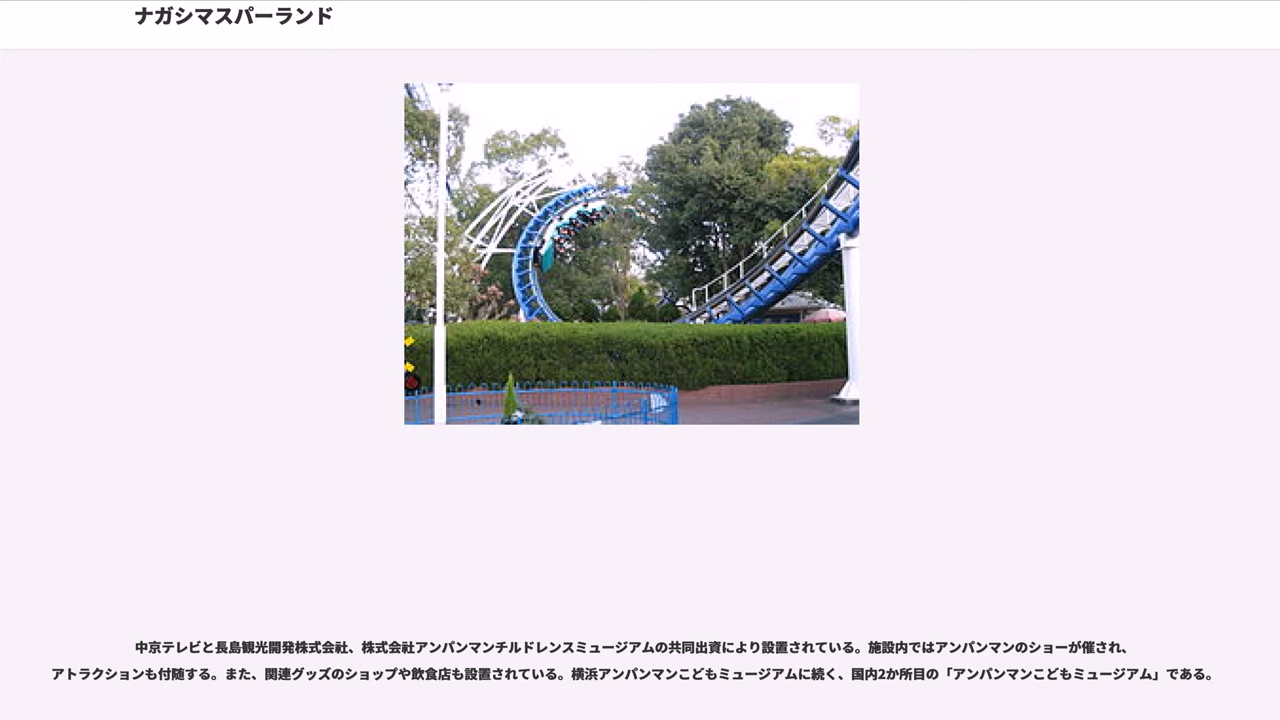 ナガシマスパーランド
中京テレビと長島観光開発株式会社、株式会社アンパンマンチルドレンスミュージアムの共同出資により設置されている。施設内ではアンパンマンのショーが催され、
アトラクションも付随する。また、関連グッズのショップや飲食店も設置されている。横浜アンパンマンこどもミュージアムに続く、国内2か所目の「アンパンマンこどもミュージアム」である。